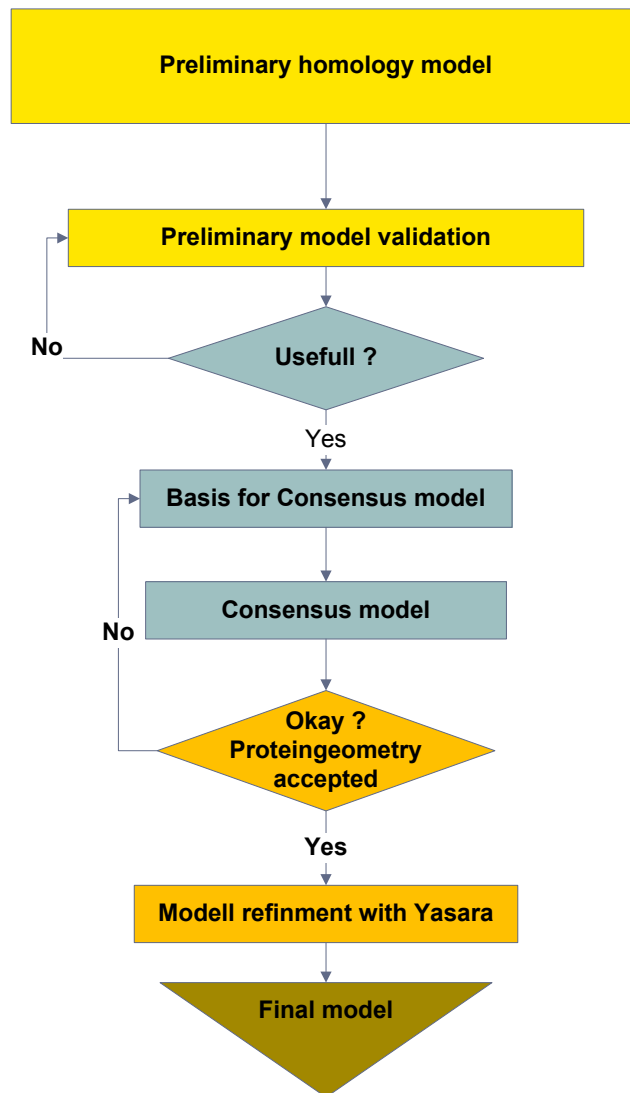 Preliminary homology model
Preliminary model validation
No
Usefull ?
Yes
Basis for Consensus model
Consensus model
No
Okay ?
Proteingeometry
accepted
Yes
Modell refinment with Yasara
Final model